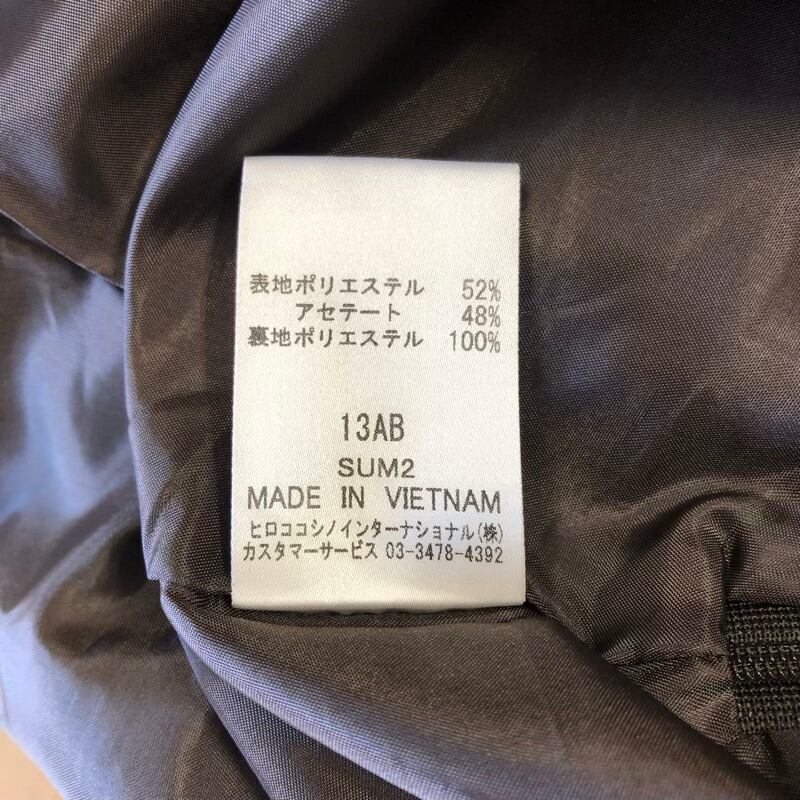 表地ポリエステル 52%
アセテート 48%
裏地ポリエステル 100%
13AB
SUM2
MADE IN VIETNAM
ヒロココシノインターナショナル(株)
カスタマーサービス 03-3478-4392